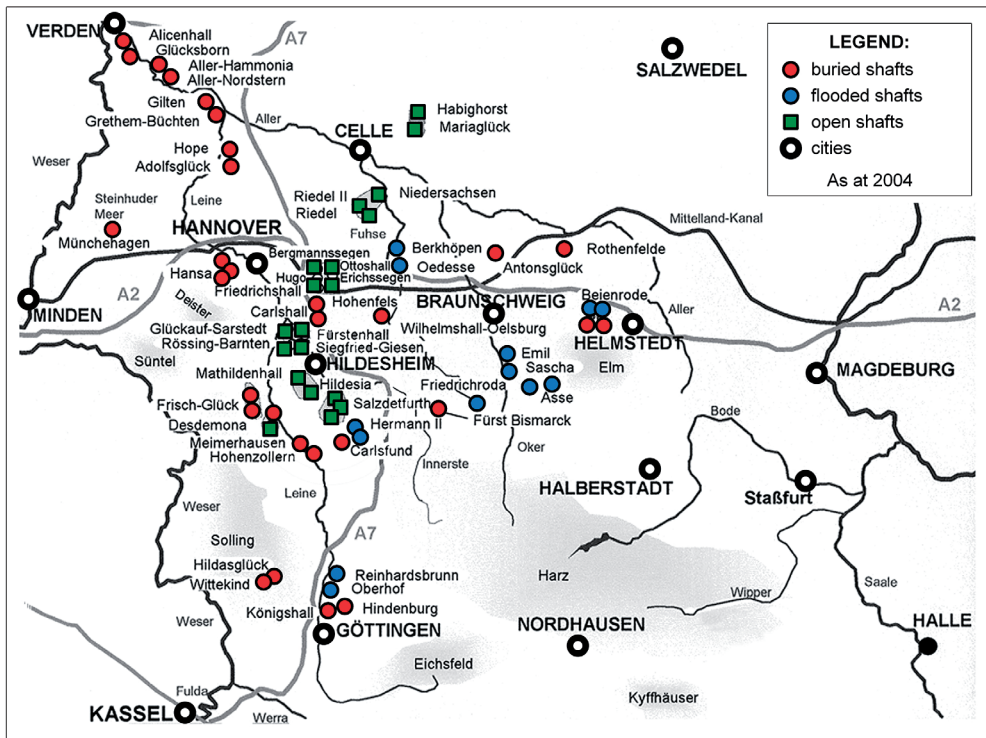 VERDEN
A7
Alicenhall
Glücksborn
Aller-Hammonia
Aller-Nordstern
SALZWEDEL
LEGEND:
buried shafts
flooded shafts
open shafts
cities
As at 2004
Gilten
Grethem-Büchten
Aller
Habighorst
Mariaglück
CELLE
Hope
Adolfsglück
Weser
Steinhuder
Meer
Münchehagen
Leine
HANNOVER
Riedel II
Riedel
Niedersachsen
Fuhse
Mittelland-Kanal
Berkhöpen
Oedesse
Antonsglück
Rothenfelde
Bergmannssegen
Ottoshall
Hugo
Erichssegen
Hansa
Friedrichshall
A2
MINDEN
Deister
Hohenfels
BRAUNSCHWEIG
Beienrode
Aller
A2
Carlshall
Glückauf-Sarstedt
Rössing-Barnten
Fürstenhall
Siegfried-Giesen
Wilhelmshall-Oelsburg
HELMSTEDT
Süntel
HILDESHEIM
Emil
Sascha
Elm
MAGDEBURG
Mathildenhall
Hildesia
Friedrichroda
Asse
Frisch-Glück
Salzdetfurth
Desdemona
Hermann II
Fürst Bismarck
Bode
Meimerhausen
Hohenzollern
Carlsfund
Innerste
Oker
HALBERSTADT
Staßfurt
Leine
Weser
A7
Solling
Hildasglück
Wittekind
Reinhardsbrunn
Oberhof
Harz
Wipper
Saale
Weser
Königshall
Hindenburg
GÖTTINGEN
NORDHAUSEN
HALLE
Eichsfeld
Fulda
KASSEL
Werra
Kyffhäuser